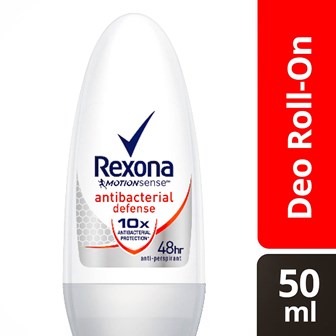 Rexona
MOTIONSENSE™
antibacterial
defense
10x
ANTIBACTERIAL
PROTECTION*
48hr
anti-perspirant
Deo Roll-On
50
ml